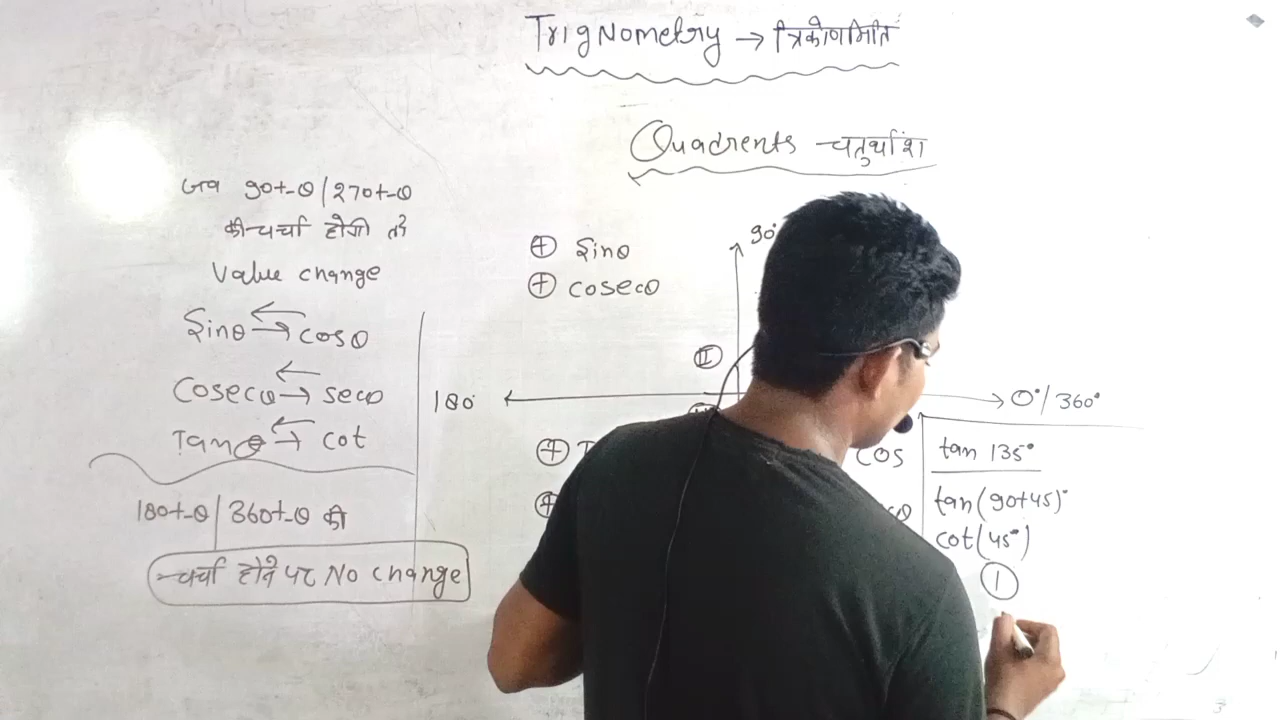 Trignometry → त्रिकोणमिति
Quadrents चतुर्थांश
जब 90+-θ/270+-θ
की चर्चा होगी तो
Value change
Sinθ ⟶ cosθ
Cosecθ → secθ
Tanθ → cot
180+-θ/360+-θ की
चर्चा होने पर No change
⊕ Sinθ
⊕ cosecθ
90°
II
180°
0°/360°
cos
tan 135°
tan(90+45)°
cot(45°)
1